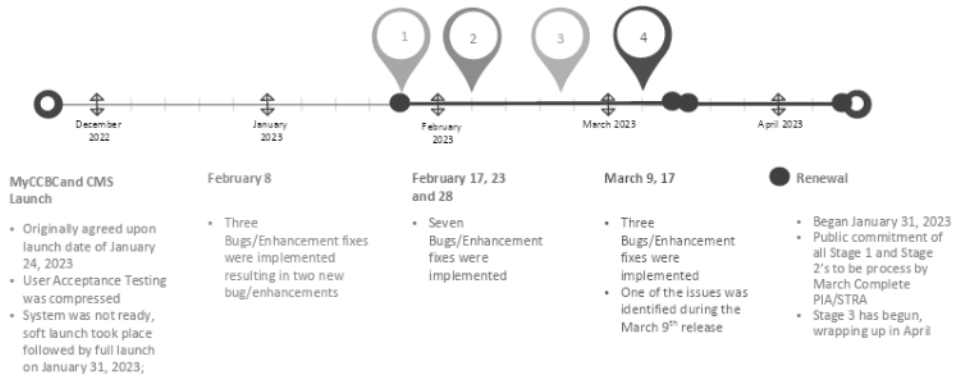 1
2
3
4
December
2022
January
2023
February
2023
March 2023
April 2023
MyCCBCand CMS
Launch
• Originally agreed upon
launch date of January
24, 2023
• User Acceptance Testing
was compressed
• System was not ready,
soft launch took place
followed by full launch
on January 31, 2023;
February 8
• Three
Bugs/Enhancement fixes
were implemented
resulting in two new
bug/enhancements
February 17, 23
and 28
• Seven
Bugs/Enhancement
fixes were
implemented
March 9, 17
• Three
Bugs/Enhancement
fixes were
implemented
• One of the issues was
identified during the
March 9th release
Renewal
• Began January 31, 2023
• Public commitment of
all Stage 1 and Stage
2's to be process by
March Complete
PIA/STRA
• Stage 3 has begun,
wrapping up in April